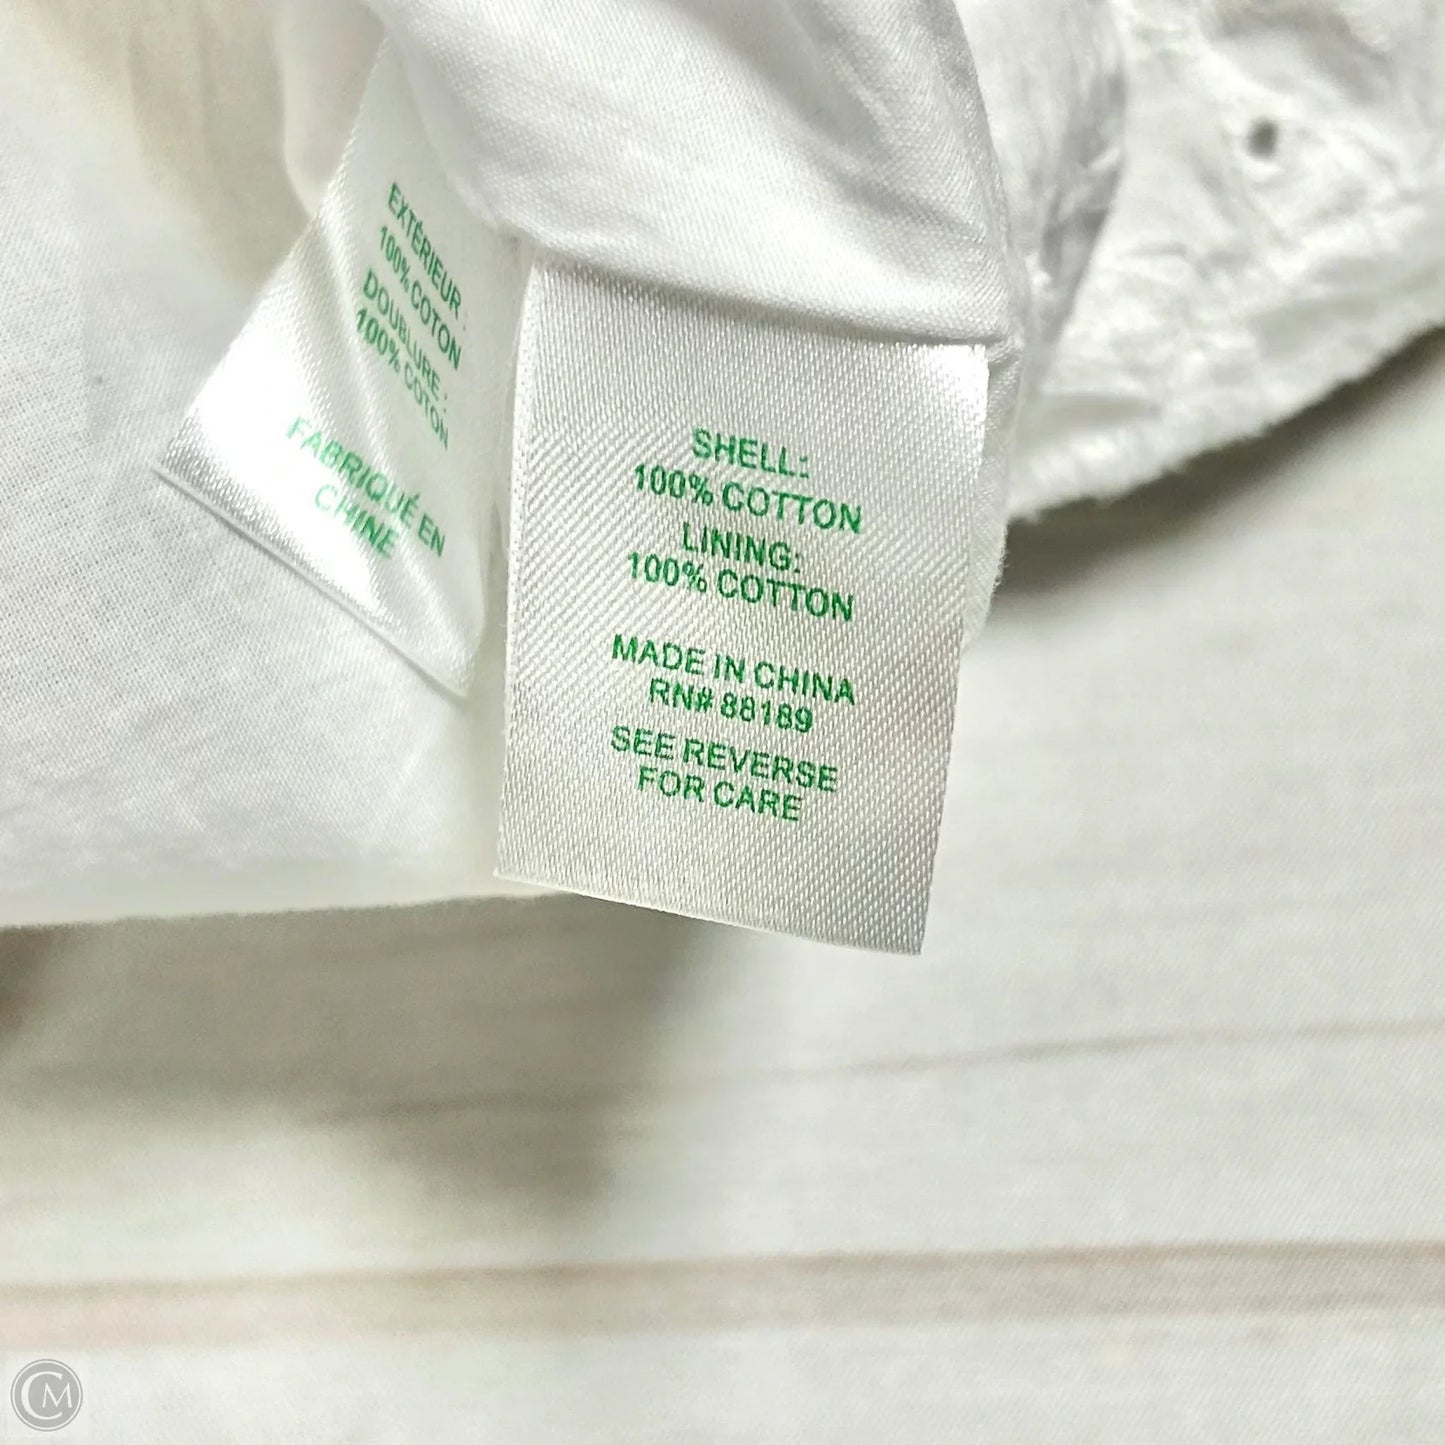 EXTÉRIEUR :
100% COTON
DOUBLURE :
100% COTON
FABRIQUÉ EN
CHINE
SHELL:
100% COTTON
LINING:
100% COTTON
MADE IN CHINA
RN# 88189
SEE REVERSE
FOR CARE
CM